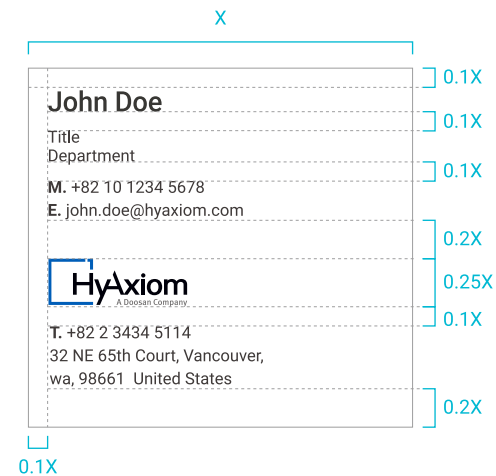 X
0.1X
John Doe
0.1X
Title
Department
0.1X
M. +82 10 1234 5678
E. john.doe@hyaxiom.com
0.2X
HyAxiom
A Doosan Company
0.25X
0.1X
T. +82 2 3434 5114
32 NE 65th Court, Vancouver,
wa, 98661  United States
0.2X
0.1X